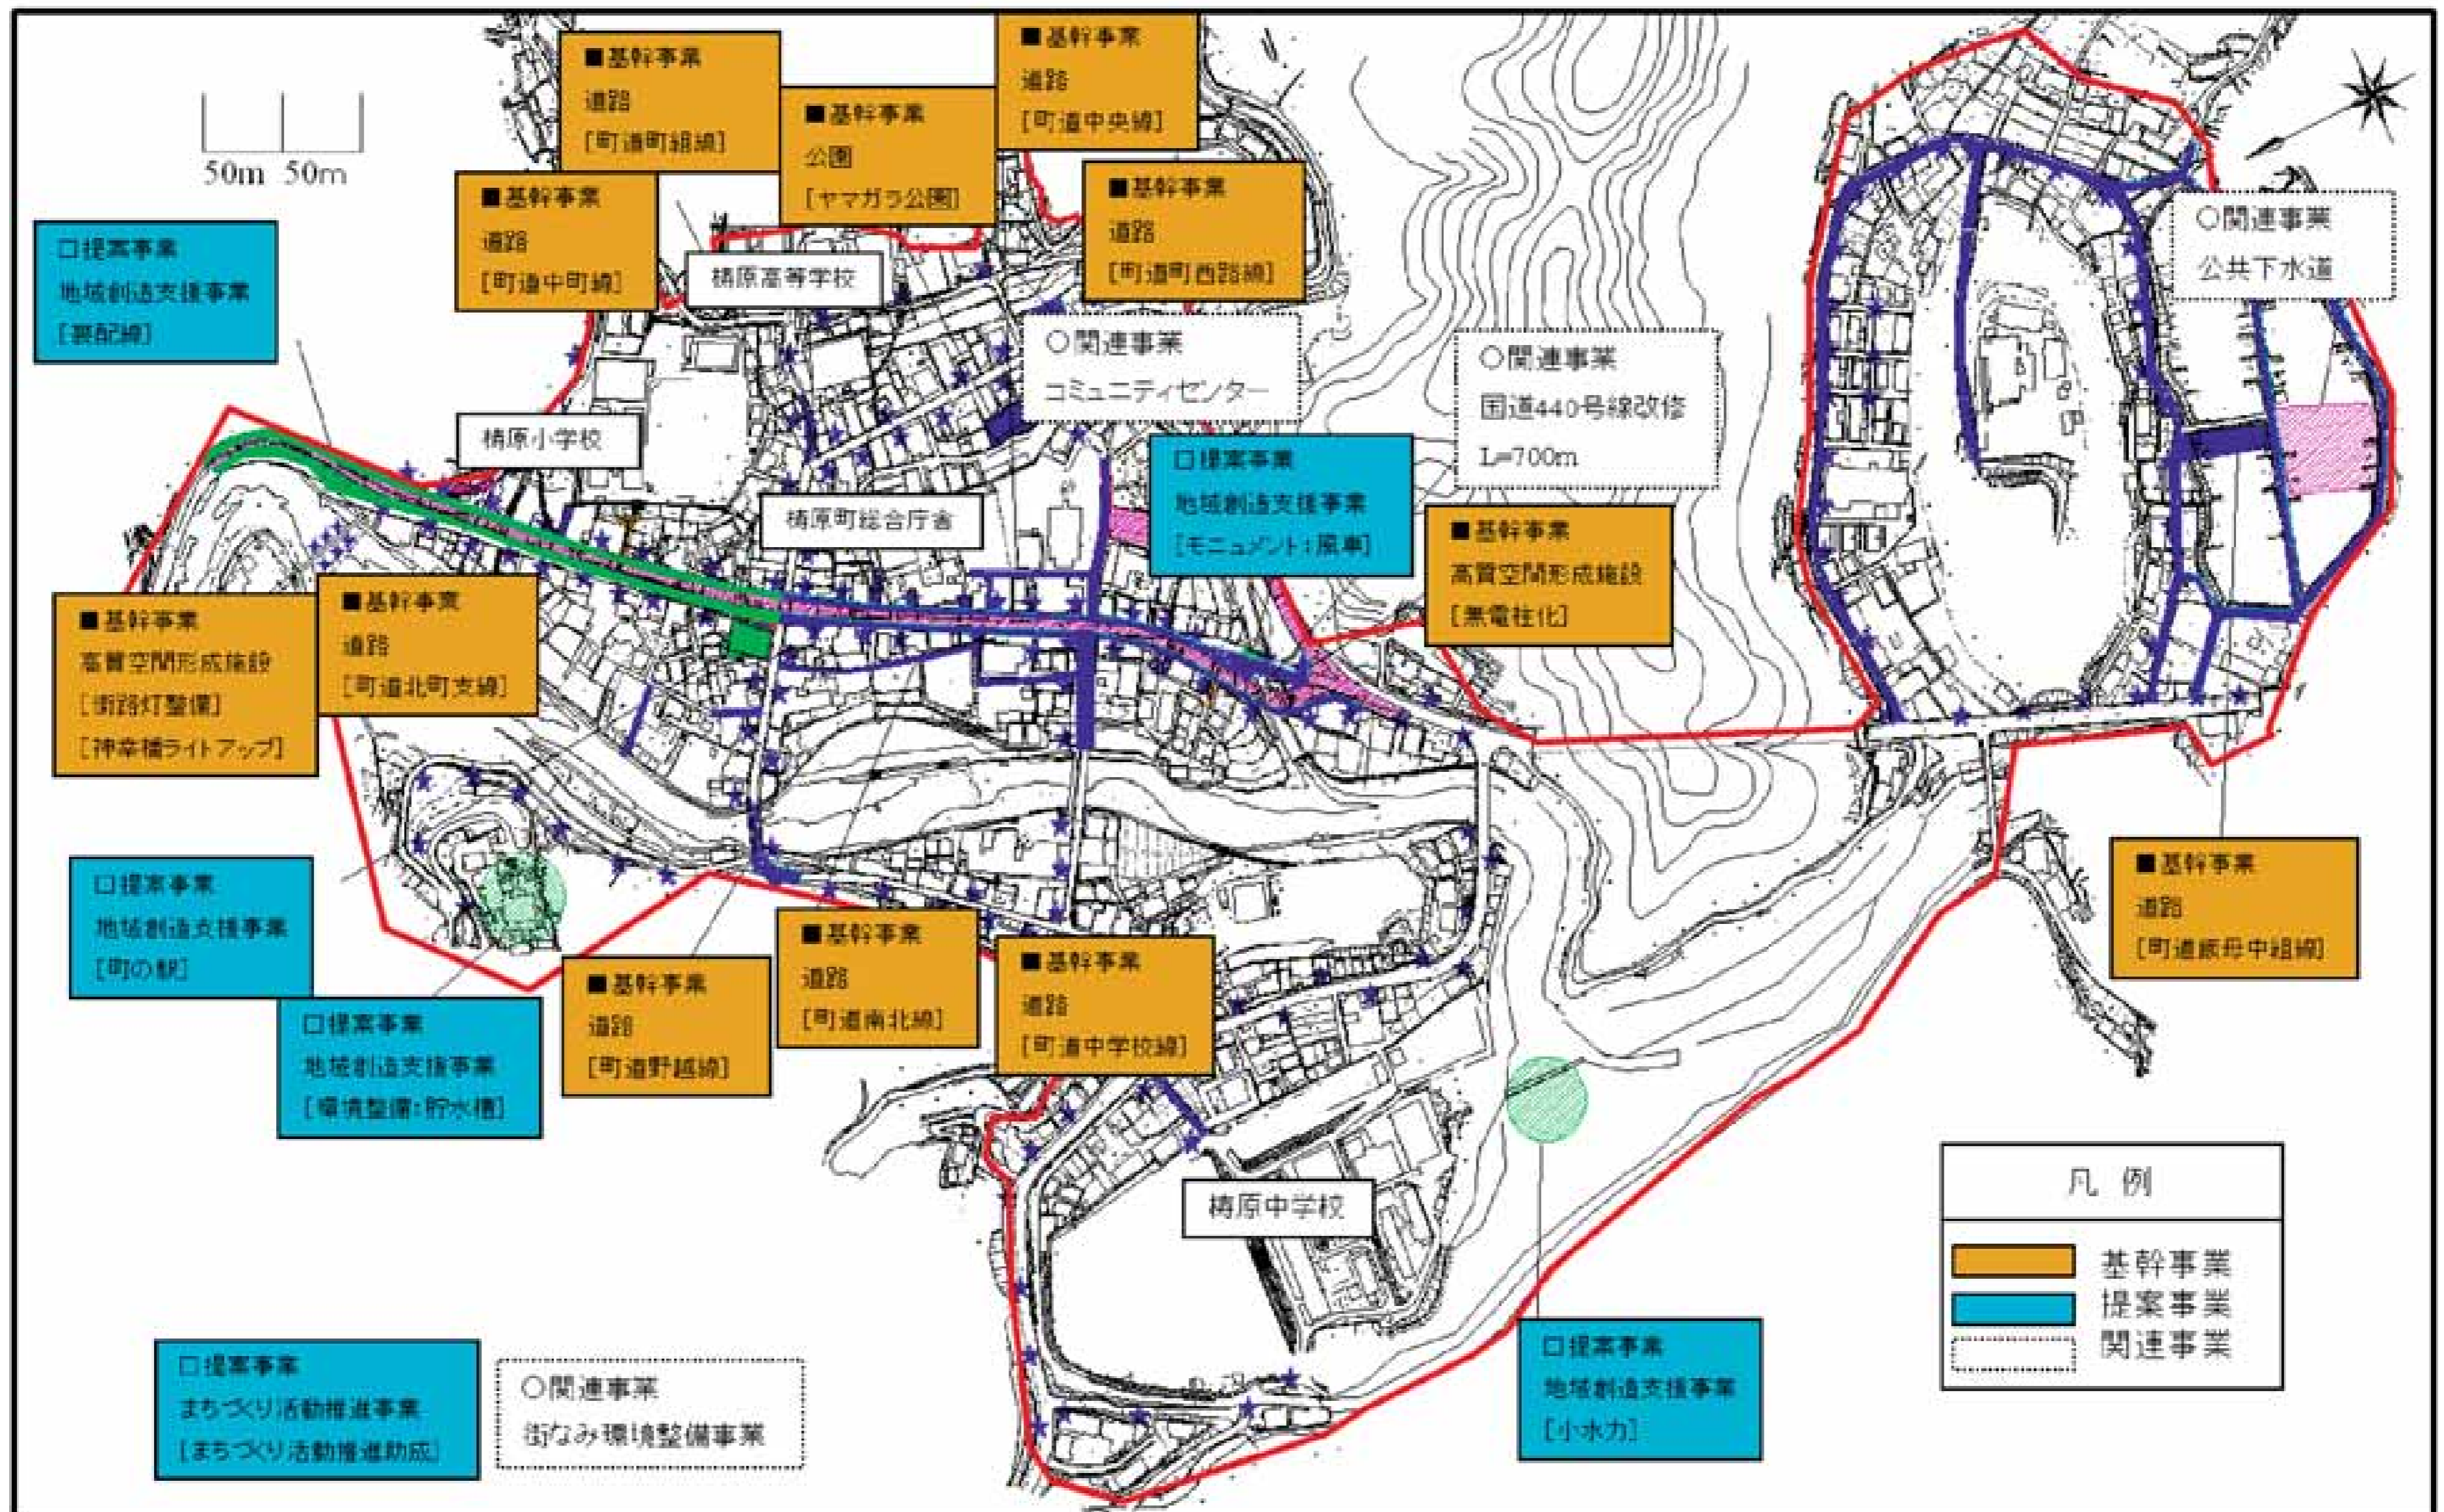 ■基幹事業
道路
[町道中央線]
■基幹事業
道路
[町道町組線]
■基幹事業
公園
[ヤマガラ公園]
50m 50m
■基幹事業
道路
[町道中町線]
■基幹事業
道路
[町道町西路線]
○関連事業
公共下水道
□提案事業
地域創造支援事業
[裏配線]
梼原高等学校
○関連事業
コミュニティセンター
○関連事業
国道440号線改修
L=700m
梼原小学校
□提案事業
地域創造支援事業
[モニュメント:風車]
梼原町総合庁舎
■基幹事業
高質空間形成施設
[無電柱化]
■基幹事業
高質空間形成施設
[街路灯整備]
[神幸橋ライトアップ]
■基幹事業
道路
[町道北町支線]
■基幹事業
道路
[町道]
□提案事業
地域創造支援事業
[町の駅]
■基幹事業
道路
[町道南北線]
■基幹事業
道路
[町道中学校線]
■基幹事業
道路
[町道野越線]
□提案事業
地域創造支援事業
[環境整備:貯水槽]
梼原中学校
凡 例
基幹事業
提案事業
関連事業
□提案事業
地域創造支援事業
[小水力]
□提案事業
まちづくり活動推進事業
[まちづくり活動推進助成]
○関連事業
街なみ環境整備事業